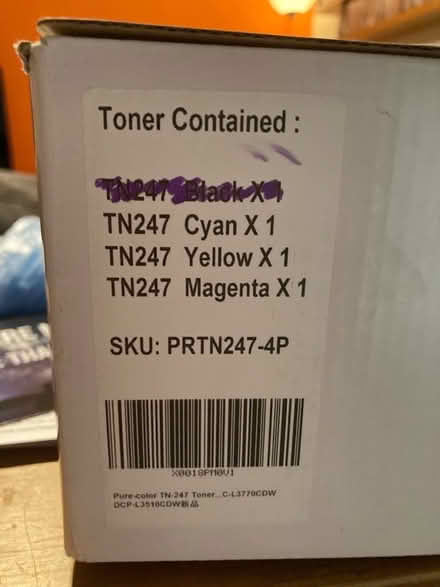 Toner Contained :
TN247 Black X 1
TN247 Cyan X 1
TN247 Yellow X 1
TN247 Magenta X 1
SKU: PRTN247-4P
X0018PM0V1
Pure-color TN-247 Toner...C-L3770CDW
DCP-L3510CDW新品